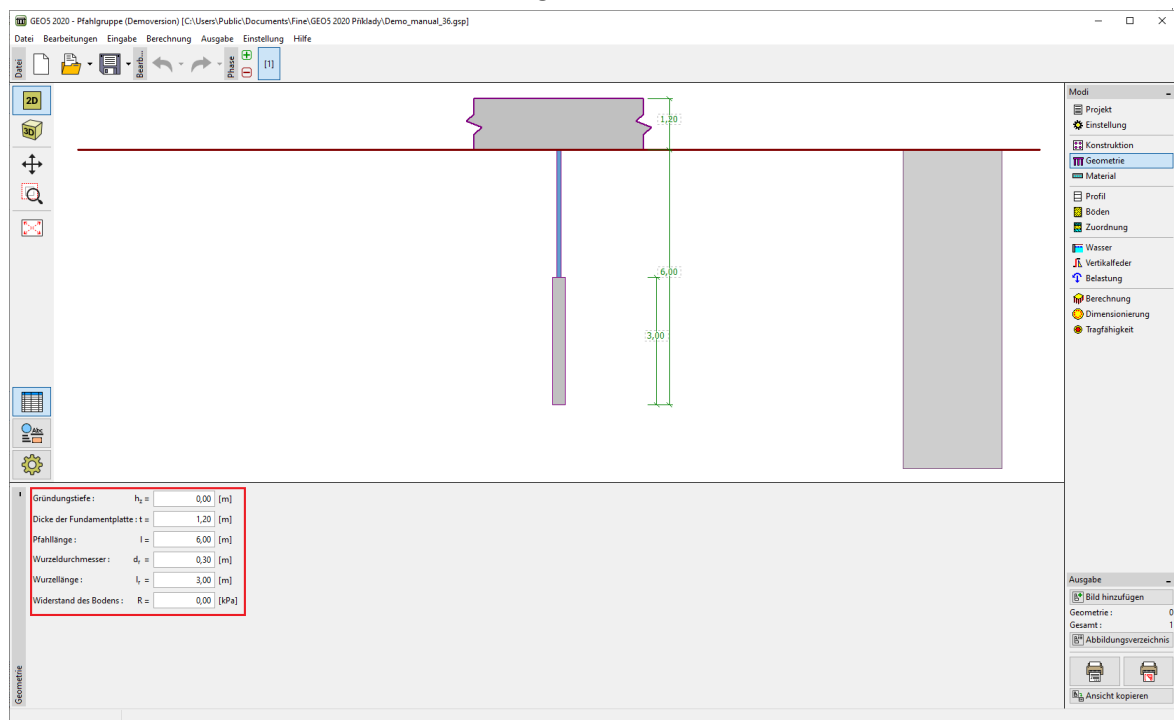 GEO5 2020 - Pfahlgruppe (Demoversion) [C:\Users\Public\Documents\Fine\GEO5 2020 Příklady\Demo_manual_36.gsp]
Datei Bearbeitungen Eingabe Berechnung Ausgabe Einstellung Hilfe
Datei
Bearb...
Phase
[1]
2D
3D
Abc
1,20
6,00
3,00
Modi
Projekt
Einstellung
Konstruktion
Geometrie
Material
Profil
Böden
Zuordnung
Wasser
Vertikalfeder
Belastung
Berechnung
Dimensionierung
Tragfähigkeit
Gründungstiefe : hz = 0,00 [m]
Dicke der Fundamentplatte : t = 1,20 [m]
Pfahllänge : l = 6,00 [m]
Wurzeldurchmesser : dr = 0,30 [m]
Wurzellänge : lr = 3,00 [m]
Widerstand des Bodens : R = 0,00 [kPa]
Geometrie
Ausgabe
Bild hinzufügen
Geometrie : 0
Gesamt : 1
Abbildungsverzeichnis
Ansicht kopieren